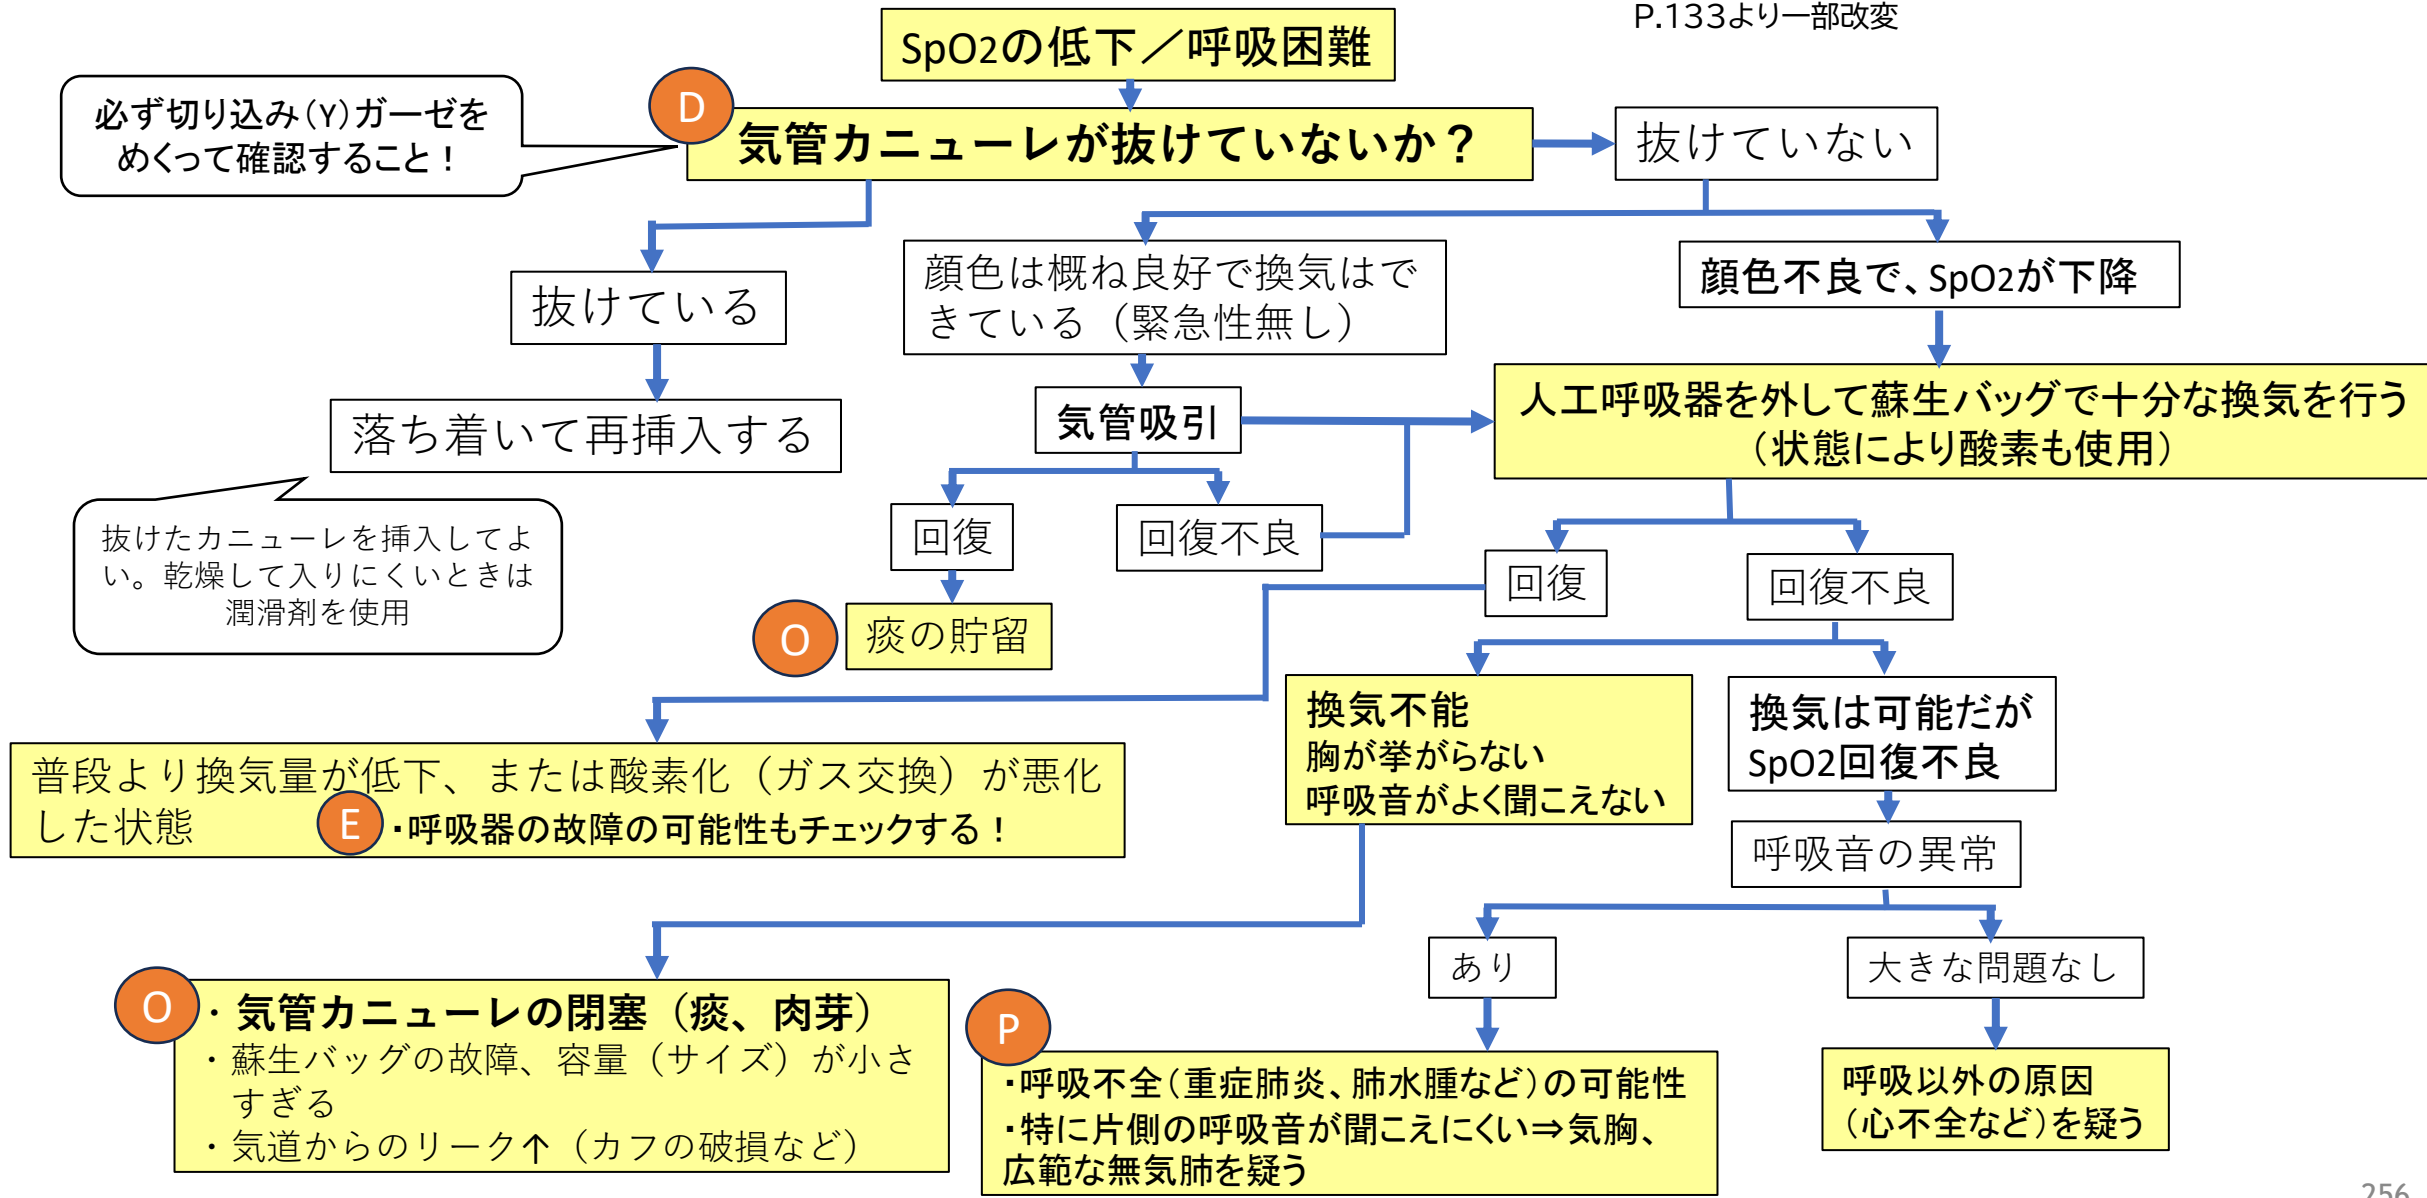 P.133より一部改変
SpO2の低下／呼吸困難
必ず切り込み（Y）ガーゼを
めくって確認すること！
D
気管カニューレが抜けていないか？
抜けていない
抜けている
顔色は概ね良好で換気はで
きている（緊急性無し）
顔色不良で、SpO2が下降
落ち着いて再挿入する
気管吸引
人工呼吸器を外して蘇生バッグで十分な換気を行う
（状態により酸素も使用）
抜けたカニューレを挿入してよ
い。乾燥して入りにくいときは
潤滑剤を使用
回復
回復不良
回復
回復不良
O
痰の貯留
換気不能
胸が挙がらない
呼吸音がよく聞こえない
換気は可能だが
SpO2回復不良
普段より換気量が低下、または酸素化（ガス交換）が悪化
した状態
E
・呼吸器の故障の可能性もチェックする！
呼吸音の異常
あり
大きな問題なし
O
・気管カニューレの閉塞（痰、肉芽）
・蘇生バッグの故障、容量（サイズ）が小さ
すぎる
・気道からのリーク↑（カフの破損など）
P
・呼吸不全（重症肺炎、肺水腫など）の可能性
・特に片側の呼吸音が聞こえにくい⇒気胸、
広範な無気肺を疑う
呼吸以外の原因
（心不全など）を疑う
256